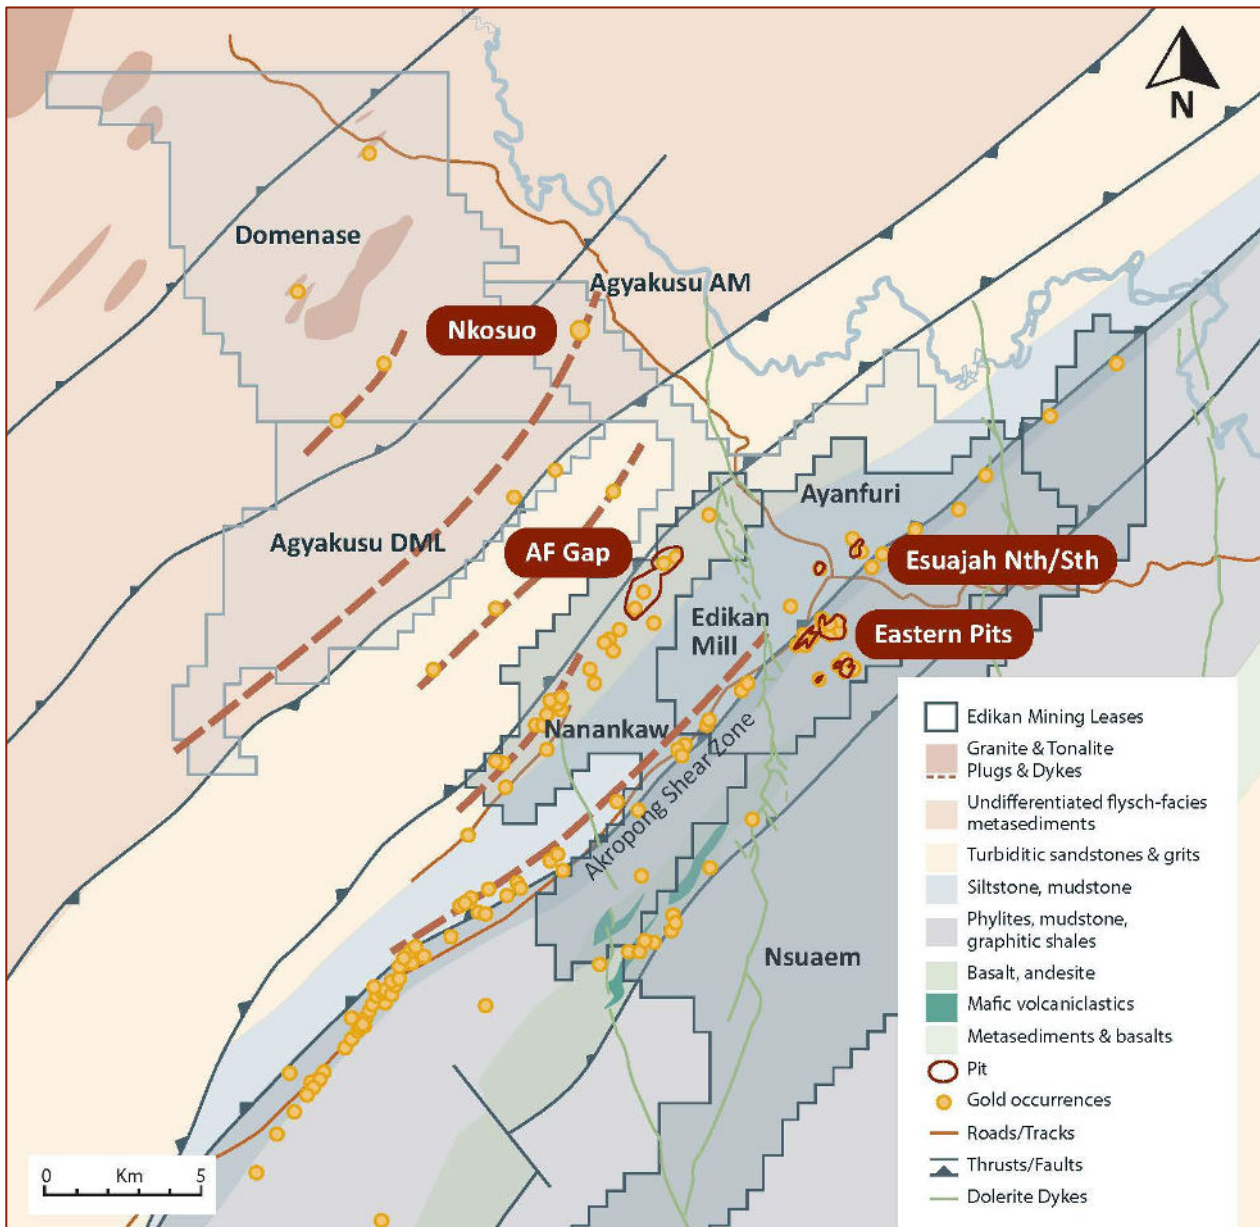 N
Domenase
Agyakusu AM
Nkosuo
Ayanfuri
Agyakusu DML
AF Gap
Esuajah Nth/Sth
Edikan
Mill
Eastern Pits
Nanankaw
Akropong Shear Zone
Nsuaem
Edikan Mining Leases
Granite & Tonalite
Plugs & Dykes
Undifferentiated flysch-facies
metasediments
Turbiditic sandstones & grits
Siltstone, mudstone
Phylites, mudstone,
graphitic shales
Basalt, andesite
Mafic volcaniclastics
Metasediments & basalts
Pit
Gold occurrences
Roads/Tracks
Thrusts/Faults
Dolerite Dykes
0 Km 5